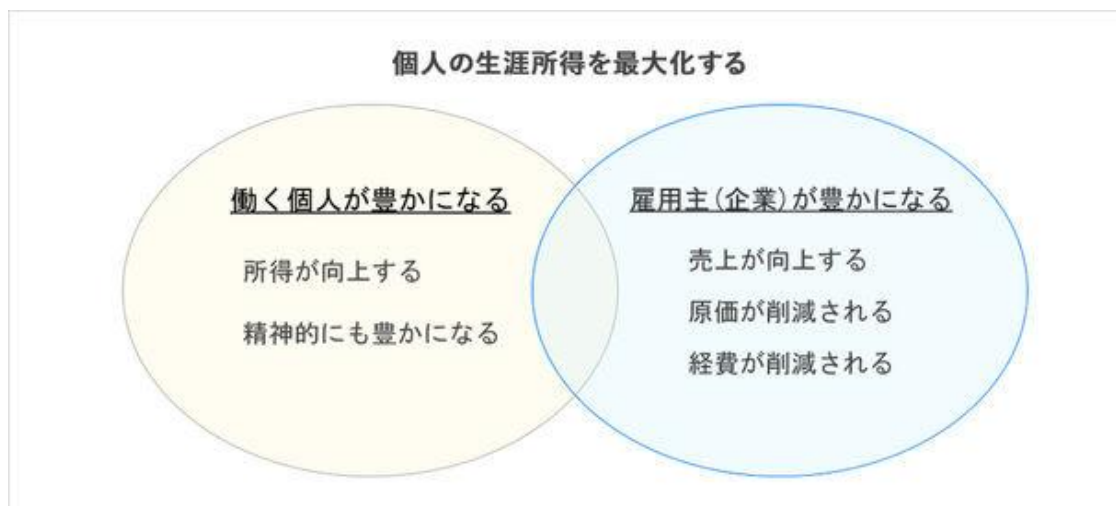 個人の生涯所得を最大化する
働く個人が豊かになる
所得が向上する
精神的にも豊かになる
雇用主(企業)が豊かになる
売上が向上する
原価が削減される
経費が削減される